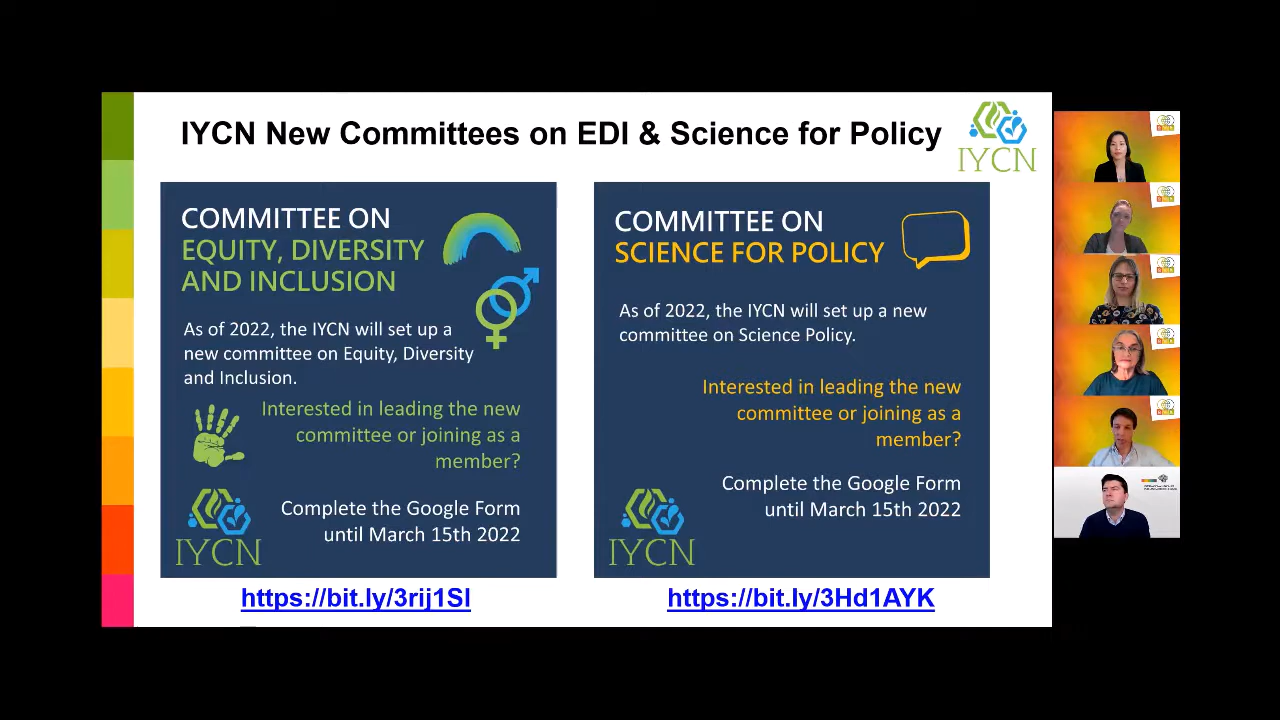 IYCN New Committees on EDI & Science for Policy
IYCN
COMMITTEE ON
EQUITY, DIVERSITY
AND INCLUSION
As of 2022, the IYCN will set up a
new committee on Equity, Diversity
and Inclusion.
Interested in leading the new
committee or joining as a
member?
Complete the Google Form
until March 15th 2022
IYCN
https://bit.ly/3rij1Sl
COMMITTEE ON
SCIENCE FOR POLICY
As of 2022, the IYCN will set up a new
committee on Science Policy.
Interested in leading the new
committee or joining as a
member?
Complete the Google Form
until March 15th 2022
IYCN
https://bit.ly/3Hd1AYK